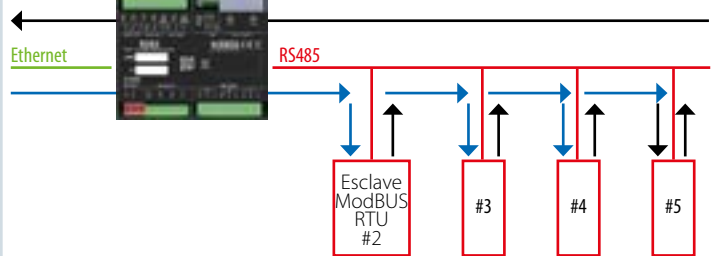 Ethernet
RS485
Esclave
ModBUS
RTU
#2
#3
#4
#5